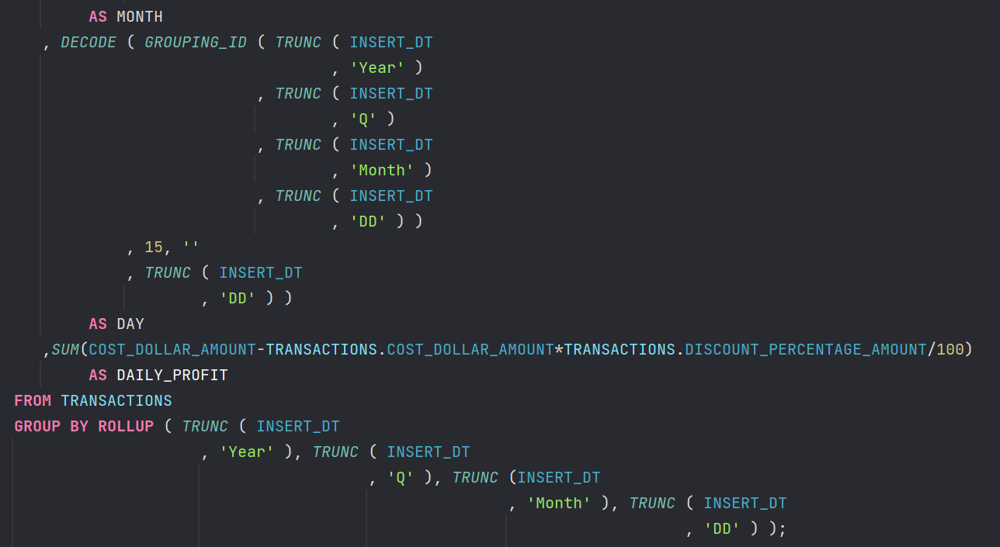 AS MONTH
, DECODE ( GROUPING_ID ( TRUNC ( INSERT_DT
, 'Year' )
, TRUNC ( INSERT_DT
, 'Q' )
, TRUNC ( INSERT_DT
, 'Month' )
, TRUNC ( INSERT_DT
, 'DD' ) )
, 15, ''
, TRUNC ( INSERT_DT
, 'DD' ) )
AS DAY
,SUM(COST_DOLLAR_AMOUNT-TRANSACTIONS.COST_DOLLAR_AMOUNT*TRANSACTIONS.DISCOUNT_PERCENTAGE_AMOUNT/100)
AS DAILY_PROFIT
FROM TRANSACTIONS
GROUP BY ROLLUP ( TRUNC ( INSERT_DT
, 'Year' ), TRUNC ( INSERT_DT
, 'Q' ), TRUNC (INSERT_DT
, 'Month' ), TRUNC ( INSERT_DT
, 'DD' ) );